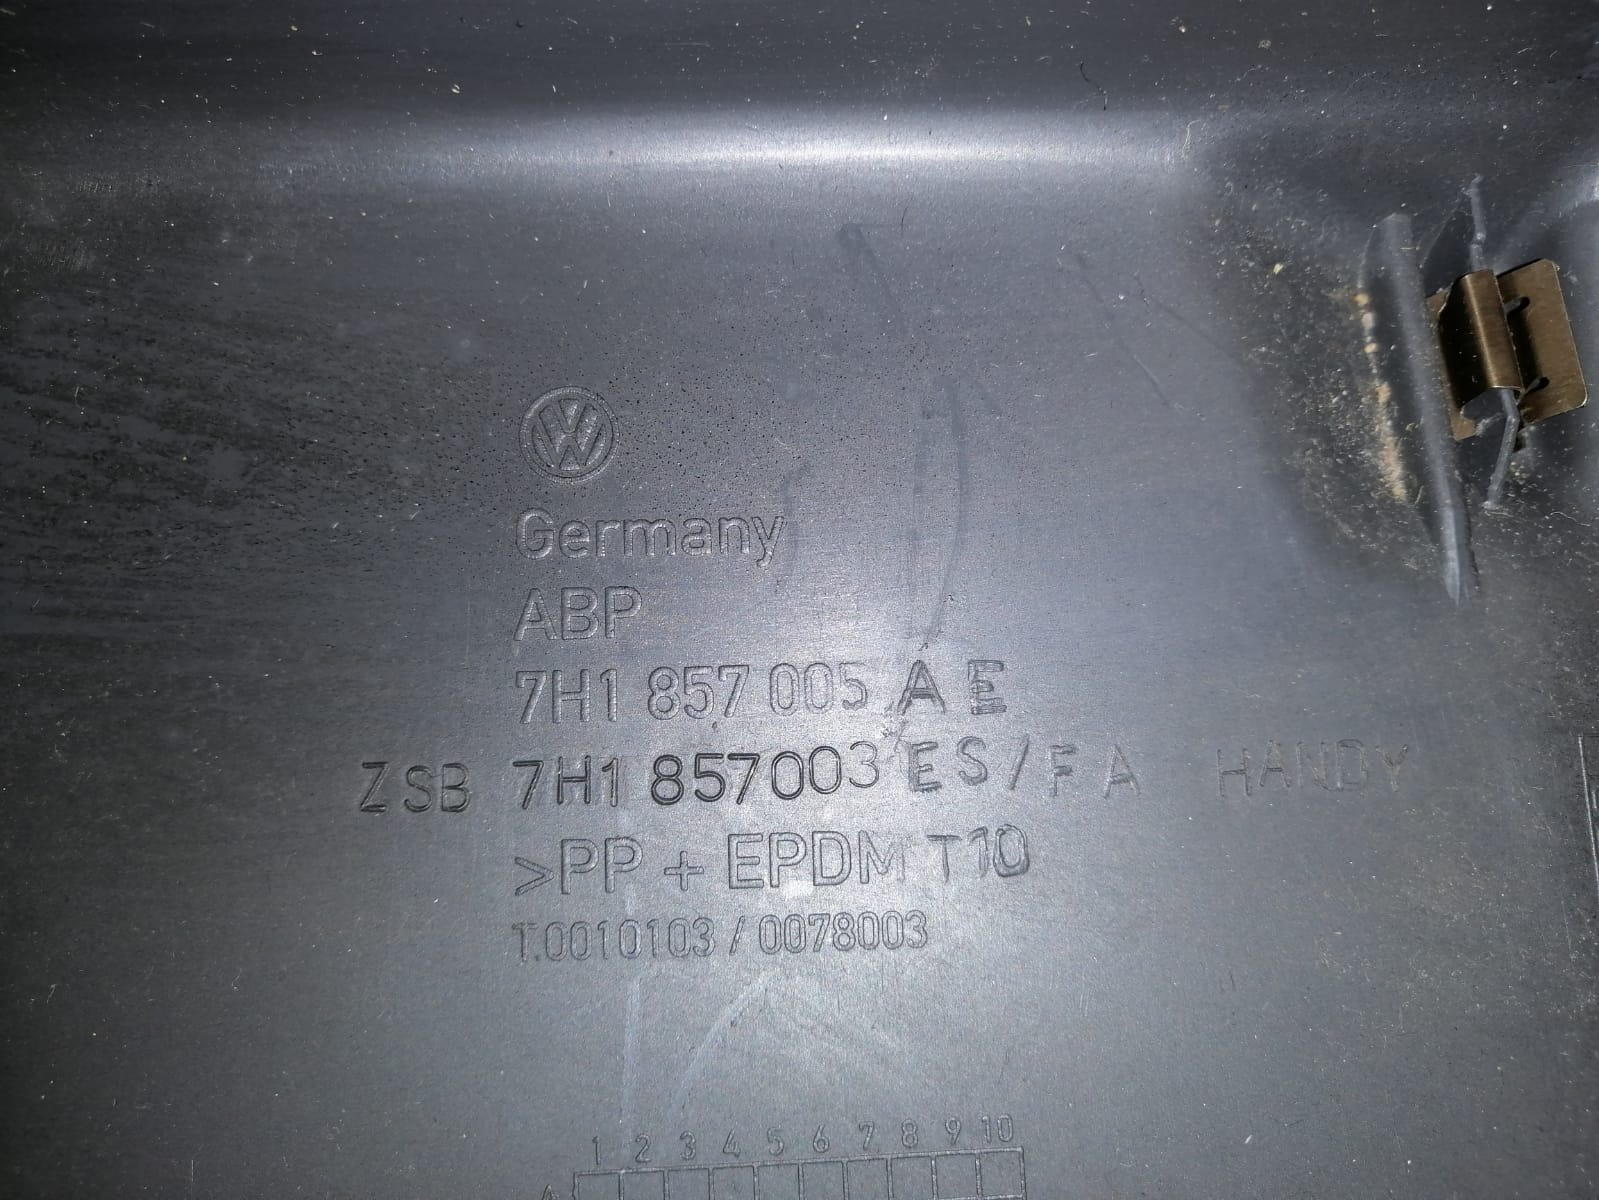 Germany
ABP
7H1 857 005 A E
ZSB 7H1 857003 ES/FA HANDY
>PP + EPDM T10
T.0010103 / 0078003
1 2 3 4 5 6 7 8 9 10
A